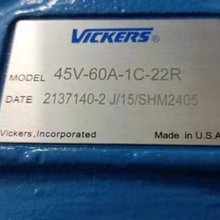 VICKERS®
MODEL 45V-60A-1C-22R
DATE 2137140-2 J/15/SHM2405
Vickers, Incorporated Made in U.S.A